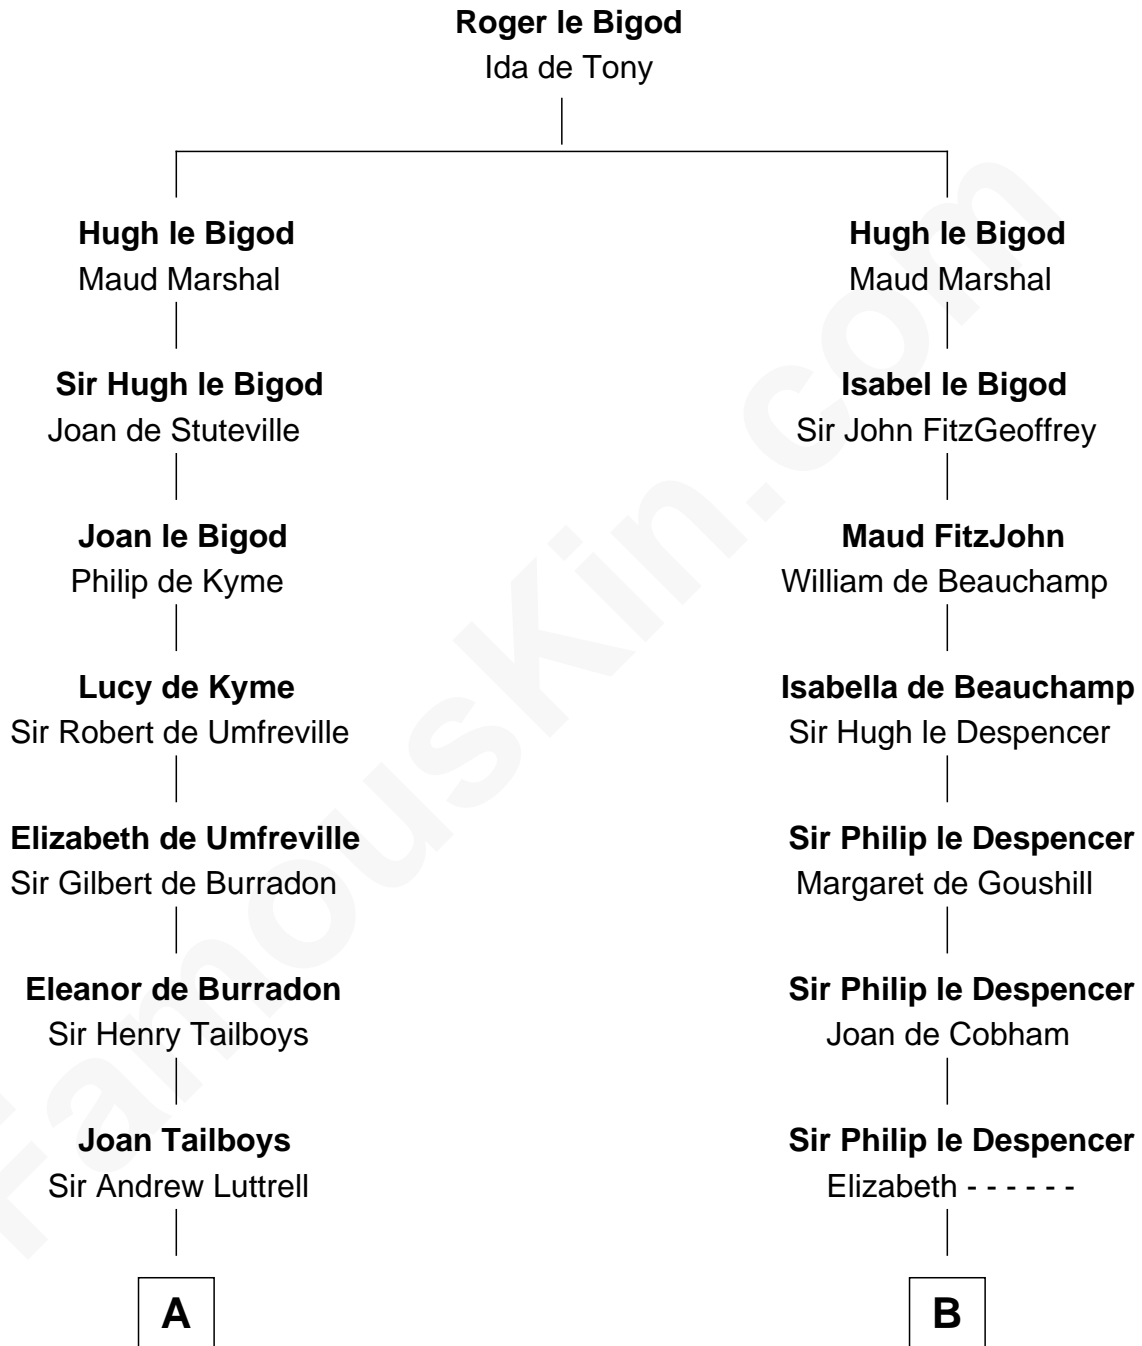 Roger le Bigod
Ida de Tony
Hugh le Bigod
Maud Marshal
Sir Hugh le Bigod
Joan de Stuteville
Joan le Bigod
Philip de Kyme
Lucy de Kyme
Sir Robert de Umfreville
Elizabeth de Umfreville
Sir Gilbert de Burradon
Eleanor de Burradon
Sir Henry Tailboys
Joan Tailboys
Sir Andrew Luttrell
A
Hugh le Bigod
Maud Marshal
Isabel le Bigod
Sir John FitzGeoffrey
Maud FitzJohn
William de Beauchamp
Isabella de Beauchamp
Sir Hugh le Despencer
Sir Philip le Despencer
Margaret de Goushill
Sir Philip le Despencer
Joan de Cobham
Sir Philip le Despencer
Elizabeth - - - - - -
B
FamousKin.com